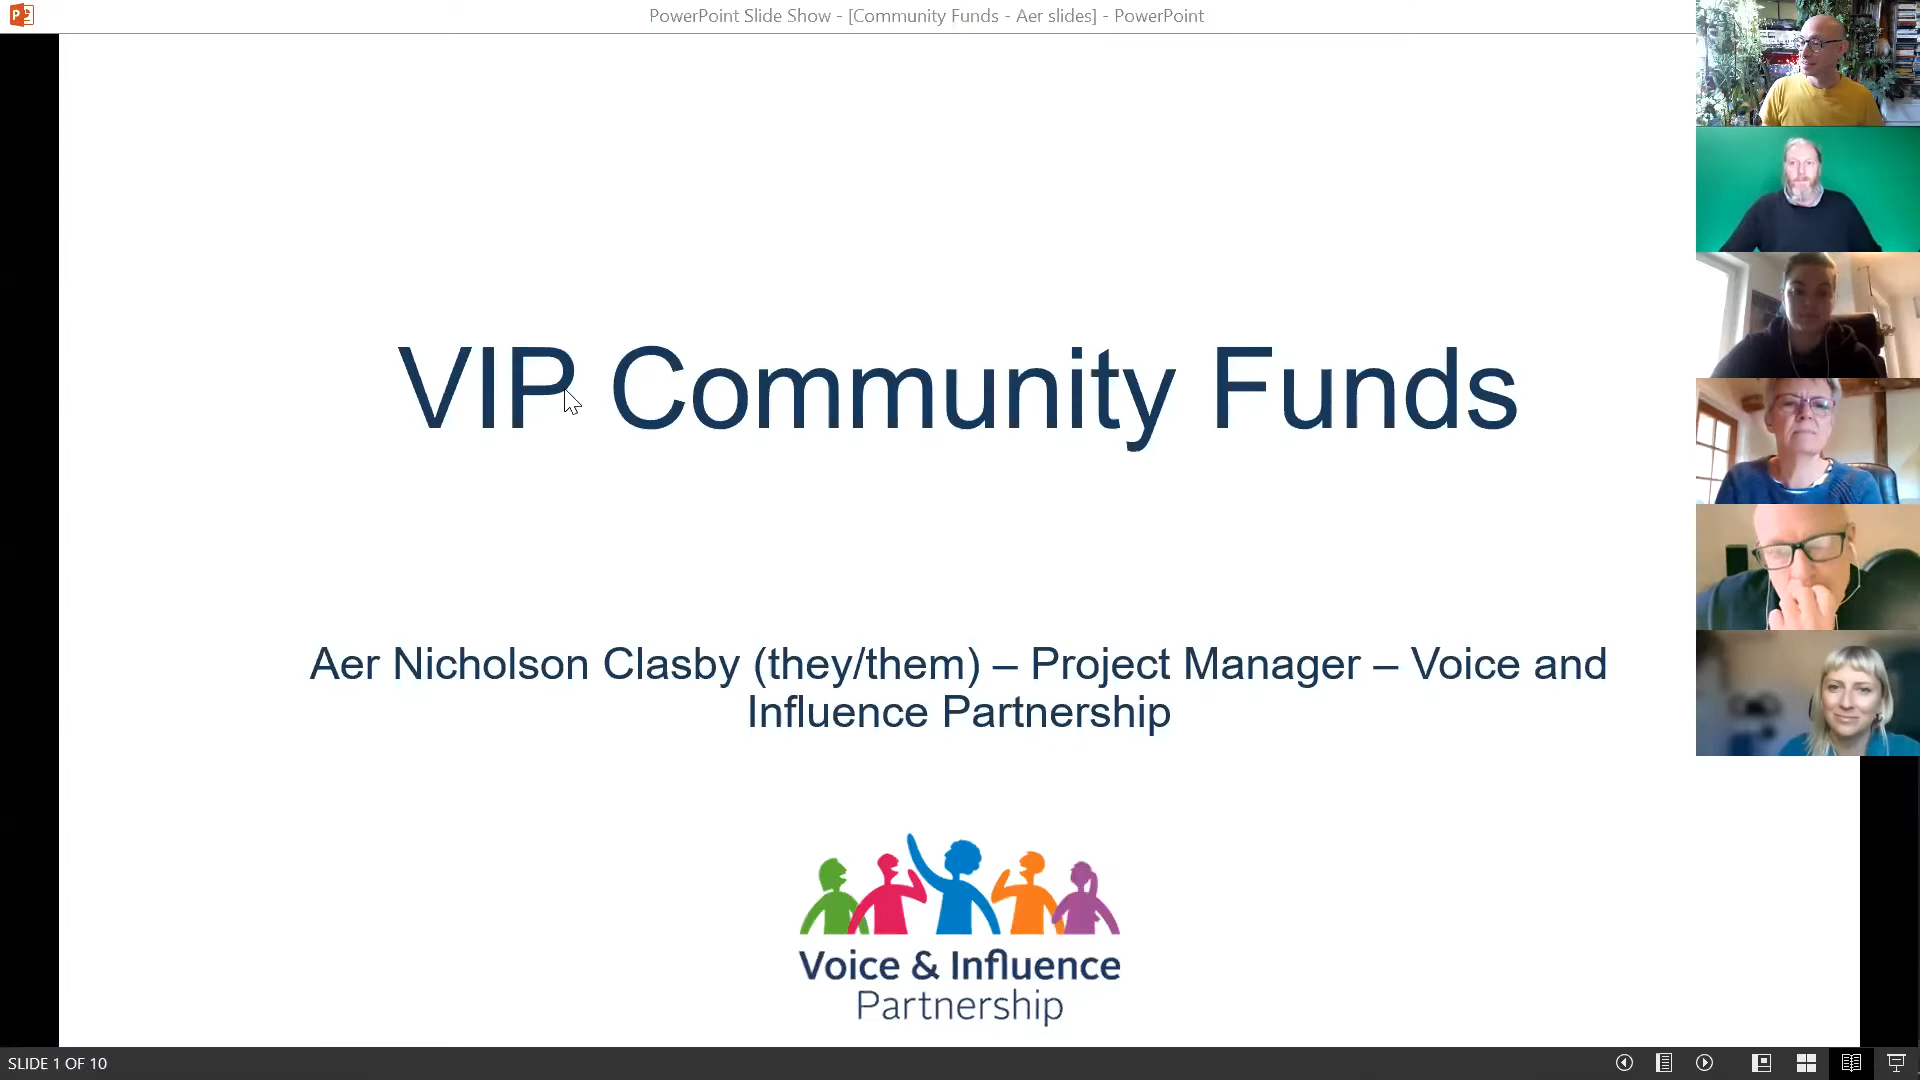 PowerPoint Slide Show - [Community Funds - Aer slides] - PowerPoint
VIP Community Funds
Aer Nicholson Clasby (they/them) – Project Manager – Voice and
Influence Partnership
Voice & Influence
Partnership
SLIDE 1 OF 10